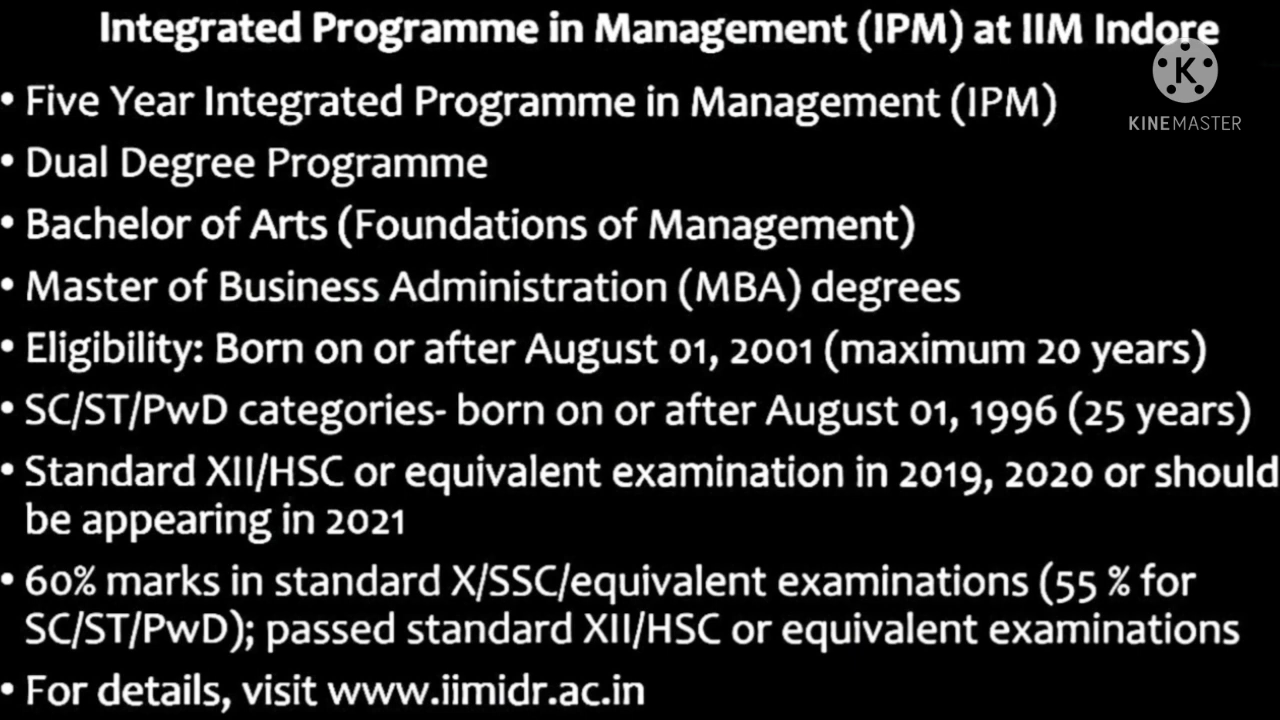 Integrated Programme in Management (IPM) at IIM Indore
K
KINEMASTER
• Five Year Integrated Programme in Management (IPM)
• Dual Degree Programme
• Bachelor of Arts (Foundations of Management)
• Master of Business Administration (MBA) degrees
• Eligibility: Born on or after August 01, 2001 (maximum 20 years)
• SC/ST/PwD categories- born on or after August 01, 1996 (25 years)
• Standard XII/HSC or equivalent examination in 2019, 2020 or should
be appearing in 2021
• 60% marks in standard X/SSC/equivalent examinations (55 % for
SC/ST/PwD); passed standard XII/HSC or equivalent examinations
• For details, visit www.iimidr.ac.in